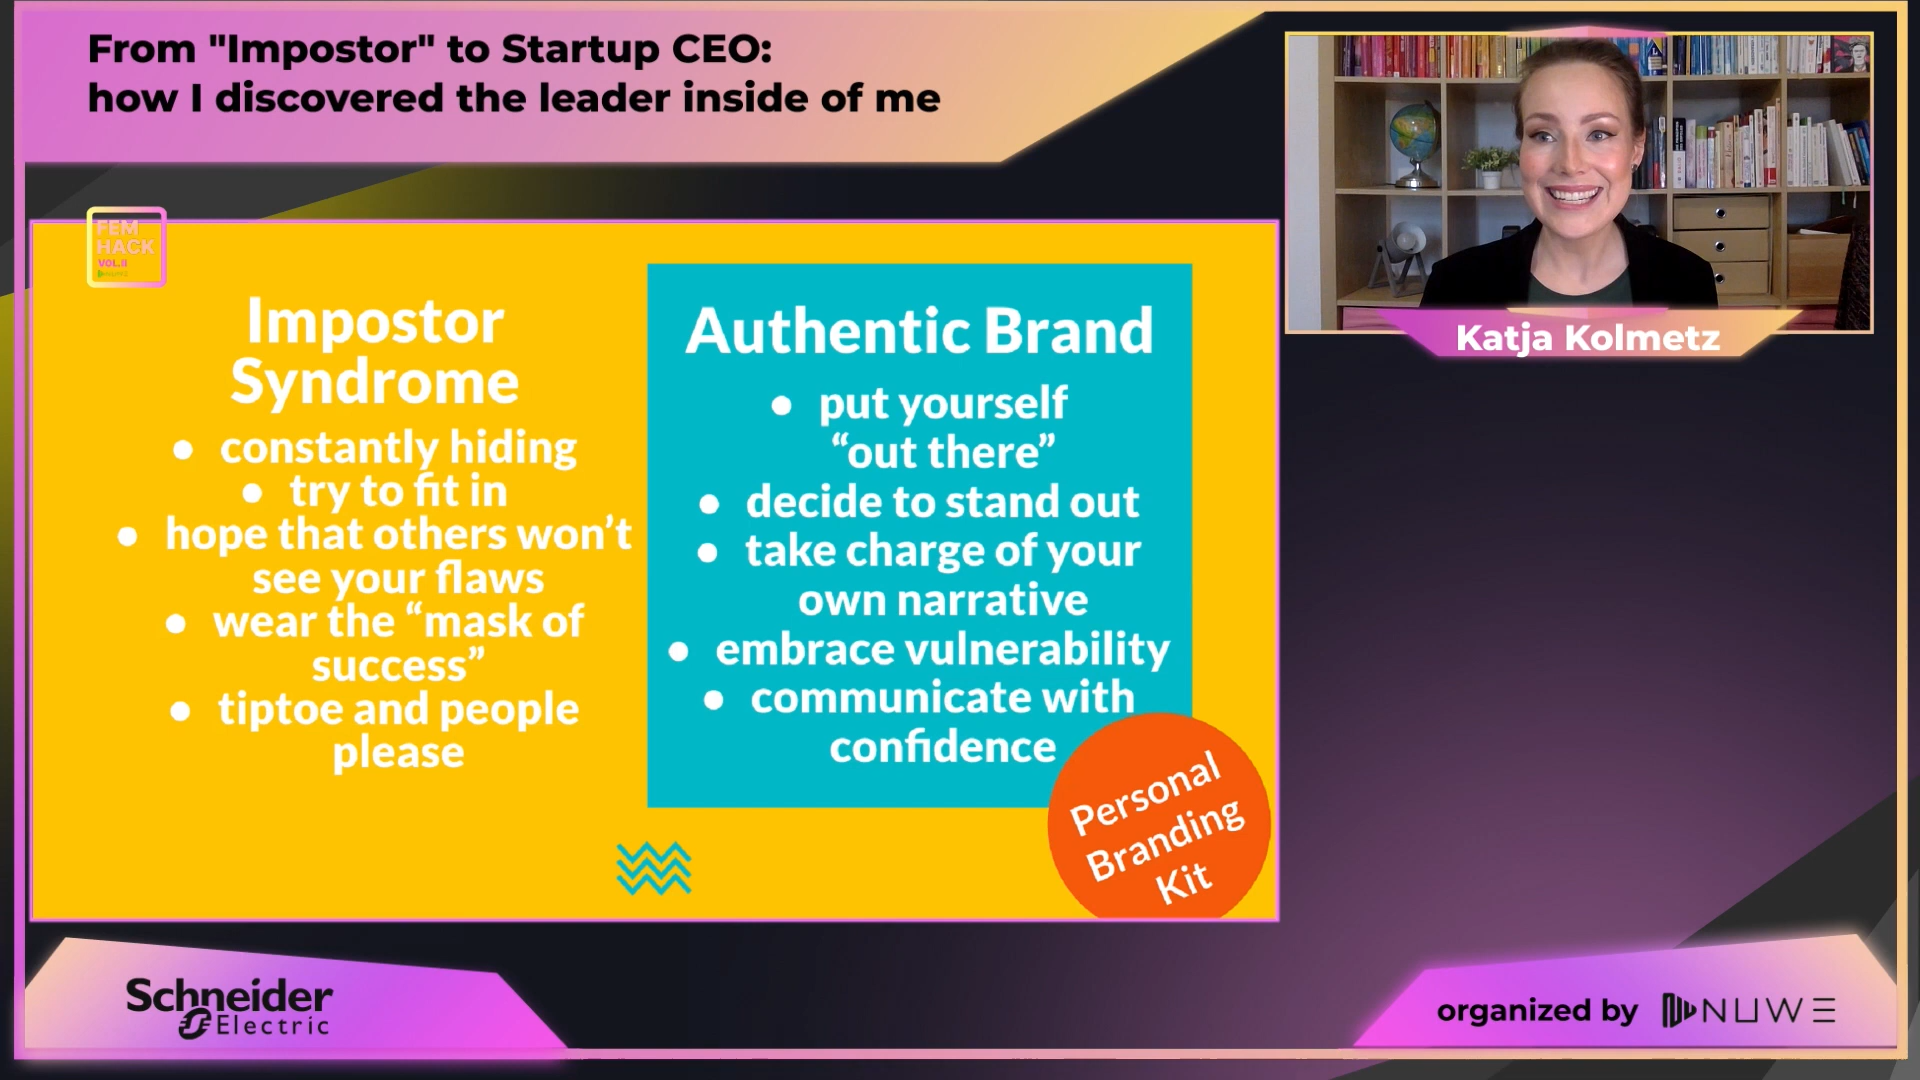 From "Impostor" to Startup CEO:
how I discovered the leader inside of me
FEM
HACK
VOL.II
Impostor
Syndrome
● constantly hiding
● try to fit in
● hope that others won’t
see your flaws
● wear the “mask of
success”
● tiptoe and people
please
Authentic Brand
● put yourself
“out there”
● decide to stand out
● take charge of your
own narrative
● embrace vulnerability
● communicate with
confidence
Personal
Branding
Kit
Katja Kolmetz
Schneider
Electric
organized by NUWE